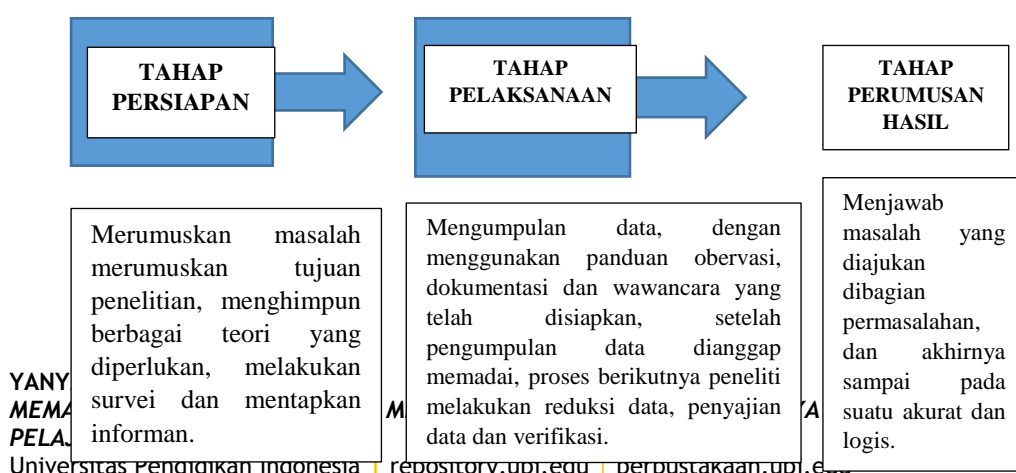 TAHAP
PERSIAPAN
TAHAP
PELAKSANAAN
TAHAP
PERUMUSAN
HASIL
Merumuskan masalah
merumuskan tujuan
penelitian, menghimpun
berbagai teori yang
diperlukan, melakukan
survei dan mentapkan
informan.
Mengumpulan data, dengan
menggunakan panduan obervasi,
dokumentasi dan wawancara yang
telah disiapkan, setelah
pengumpulan data dianggap
memadai, proses berikutnya peneliti
melakukan reduksi data, penyajian
data dan verifikasi.
Menjawab
masalah yang
diajukan
dibagian
permasalahan,
dan akhirnya
sampai pada
suatu akurat dan
logis.
Universitas Pendidikan Indonesia | repository.upi.edu | perpustakaan.upi.edu